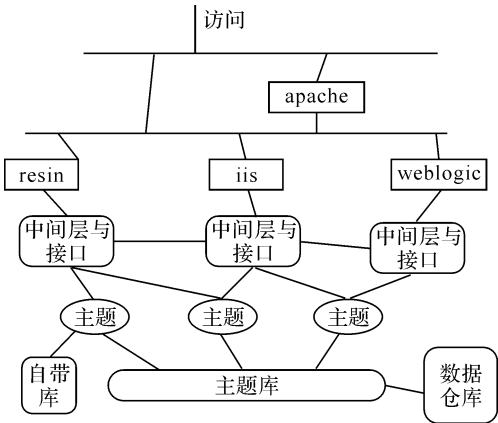 访问
apache
resin
iis
weblogic
中间层与
接口
中间层与
接口
中间层与
接口
主题
主题
主题
自带
库
主题库
数据
仓库